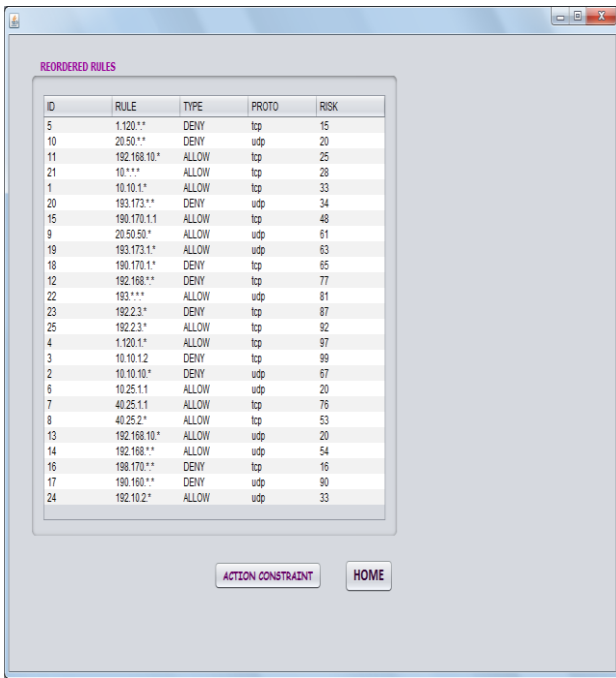 REORDERED RULES
ID RULE TYPE PROTO RISK
5 1.120.*.* DENY tcp 15
10 20.50.*.* DENY udp 20
11 192.168.10.* ALLOW tcp 25
21 10.*.*.* ALLOW tcp 28
1 10.10.1.* ALLOW tcp 33
20 193.173.*.* DENY udp 34
15 190.170.1.1 ALLOW tcp 48
9 20.50.50.* ALLOW udp 61
19 193.173.1.* ALLOW udp 63
18 190.170.1.* DENY tcp 65
12 192.168.*.* DENY tcp 77
22 193.*.*.* ALLOW udp 81
23 192.2.3.* DENY tcp 87
25 192.2.3.* ALLOW tcp 92
4 1.120.1.* ALLOW tcp 97
3 10.10.1.2 DENY tcp 99
2 10.10.10.* DENY udp 67
6 10.25.1.1 ALLOW udp 20
7 40.25.1.1 ALLOW tcp 76
8 40.25.2.* ALLOW tcp 53
13 192.168.10.* ALLOW udp 20
14 192.168.*.* ALLOW udp 54
16 198.170.*.* DENY tcp 16
17 190.160.*.* DENY udp 90
24 192.10.2.* ALLOW udp 33
ACTION CONSTRAINT HOME